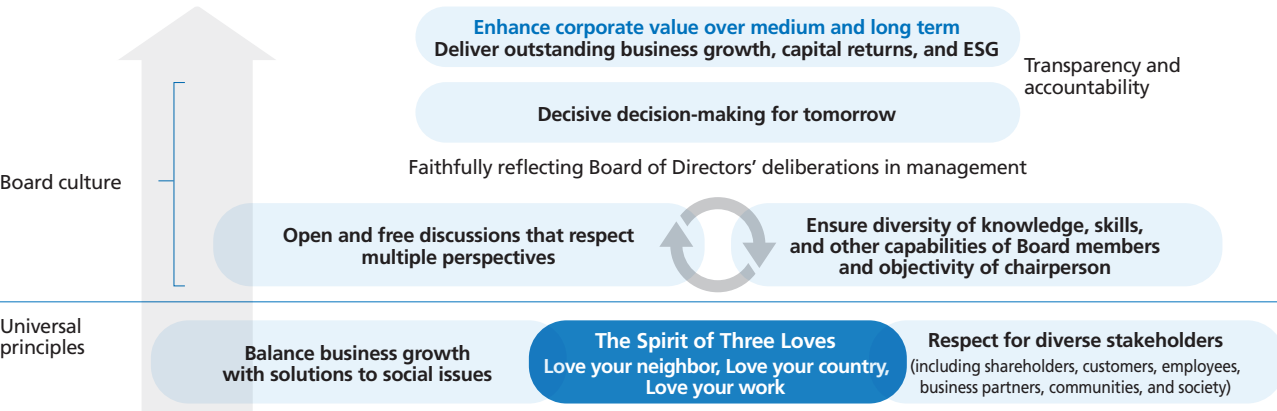 Enhance corporate value over medium and long term
Deliver outstanding business growth, capital returns, and ESG
Transparency and
accountability
Decisive decision-making for tomorrow
Faithfully reflecting Board of Directors’ deliberations in management
Board culture
Open and free discussions that respect
multiple perspectives
Ensure diversity of knowledge, skills,
and other capabilities of Board members
and objectivity of chairperson
Universal
principles
Balance business growth
with solutions to social issues
The Spirit of Three Loves
Love your neighbor, Love your country,
Love your work
Respect for diverse stakeholders
(including shareholders, customers, employees,
business partners, communities, and society)